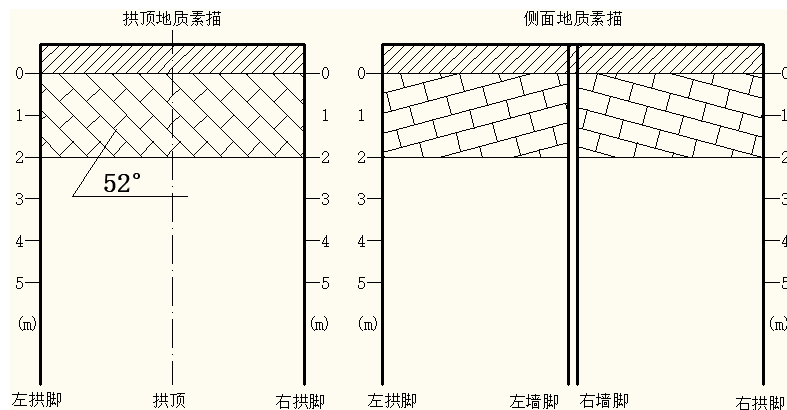 拱顶地质素描 侧面地质素描
0 0 0 0
1 1 1 1
2 2 2 2
52°
3 3 3 3
4 4 4 4
5 5 5 5
(m) (m) (m) (m)
左拱脚 拱顶 右拱脚 左拱脚 左墙脚 右墙脚 右拱脚